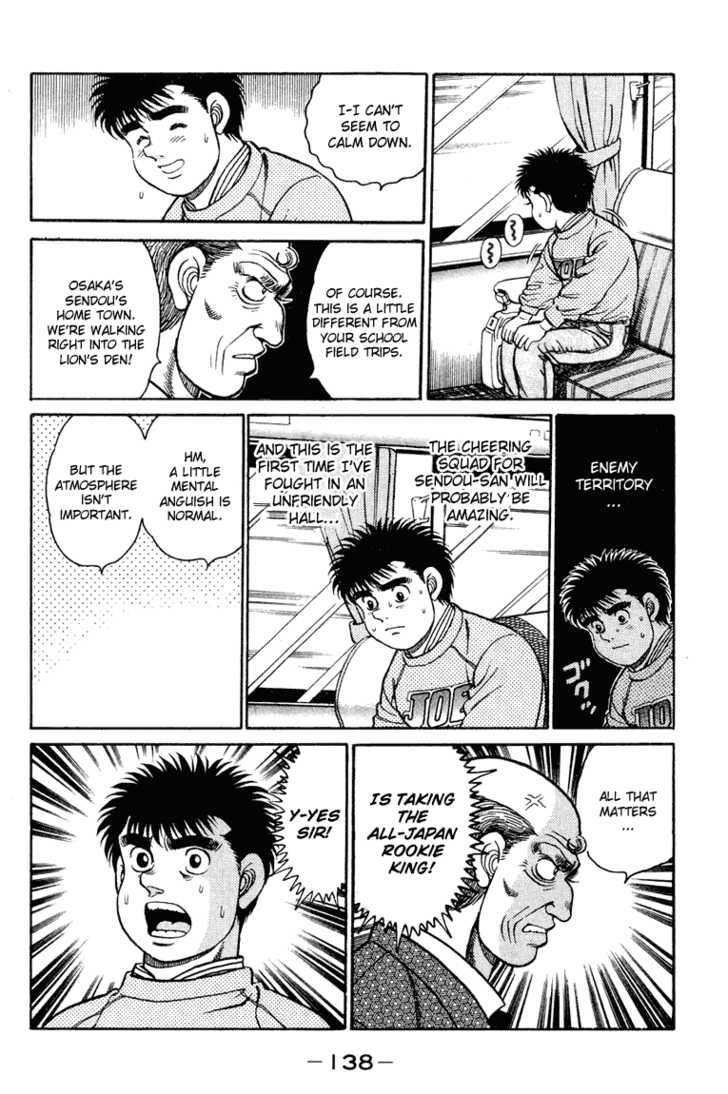 JOE
I-I CAN'T
SEEM TO
CALM DOWN.
OF COURSE.
THIS IS A LITTLE
DIFFERENT FROM
YOUR SCHOOL
FIELD TRIPS.
OSAKA'S
SENDOU'S
HOME TOWN.
WE'RE WALKING
RIGHT INTO THE
LION'S DEN!
ENEMY
TERRITORY
...
ゴクッ
JO
THE CHEERING
SQUAD FOR
SENDOU-SAN WILL
PROBABLY BE
AMAZING.
AND THIS IS THE
FIRST TIME I'VE
FOUGHT IN AN
UNFRIENDLY
HALL...
JOE
HM,
A LITTLE
MENTAL
ANGUISH IS
NORMAL.
BUT THE
ATMOSPHERE
ISN'T
IMPORTANT.
ALL THAT
MATTERS
...
IS TAKING
THE
ALL-JAPAN
ROOKIE
KING!
Y-YES
SIR!
-138-